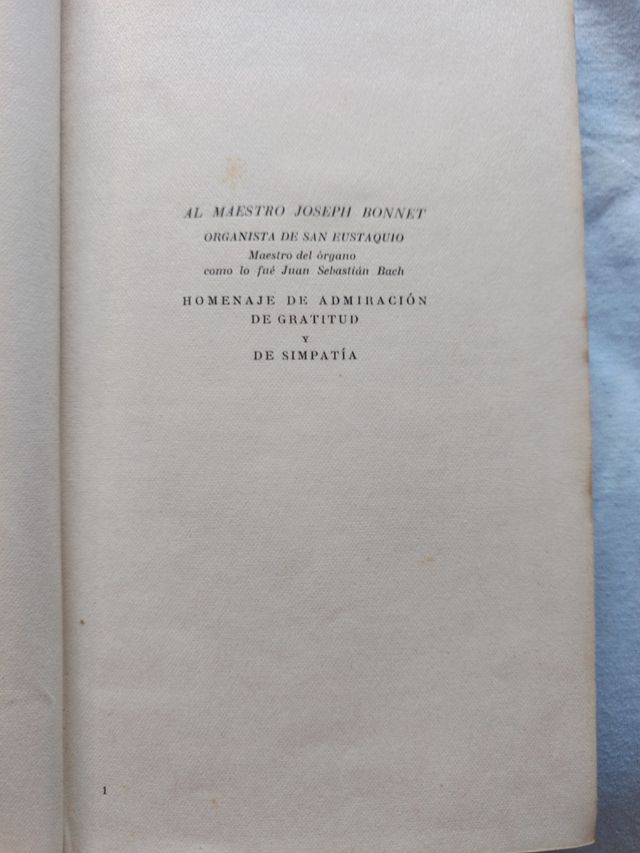 AL MAESTRO JOSEPH BONNET
ORGANISTA DE SAN EUSTAQUIO
Maestro del órgano
como lo fué Juan Sebastián Bach
HOMENAJE DE ADMIRACIÓN
DE GRATITUD
Y
DE SIMPATÍA
1